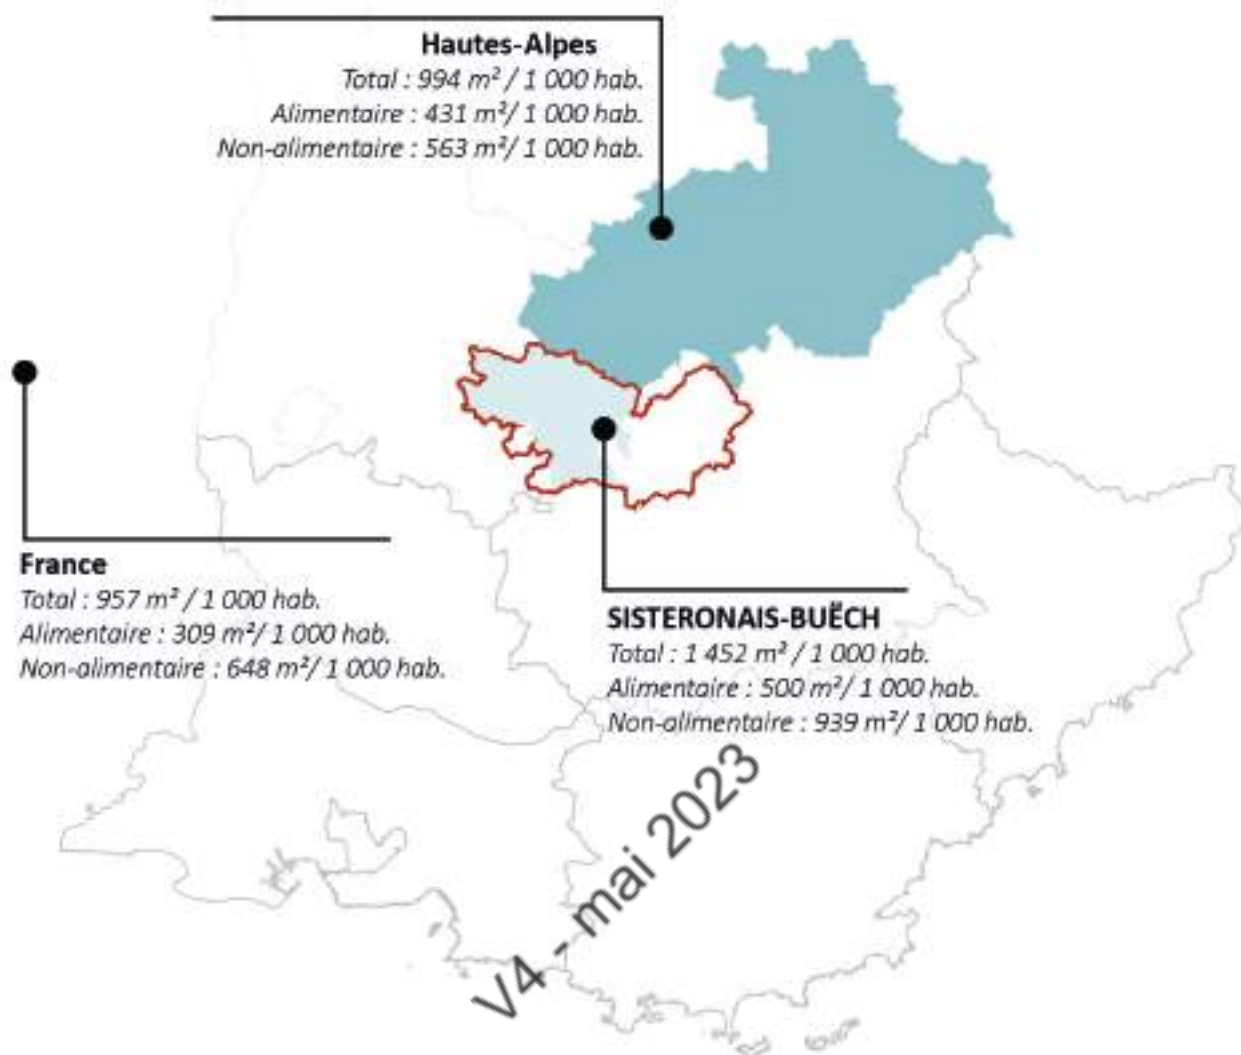 Hautes-Alpes
Total : 994 m² / 1 000 hab.
Alimentaire : 431 m²/ 1 000 hab.
Non-alimentaire : 563 m²/ 1 000 hab.
France
Total : 957 m² / 1 000 hab.
Alimentaire : 309 m²/ 1 000 hab.
Non-alimentaire : 648 m²/ 1 000 hab.
SISTERONAIS-BUËCH
Total : 1 452 m² / 1 000 hab.
Alimentaire : 500 m²/ 1 000 hab.
Non-alimentaire : 939 m²/ 1 000 hab.
V4 - mai 2023